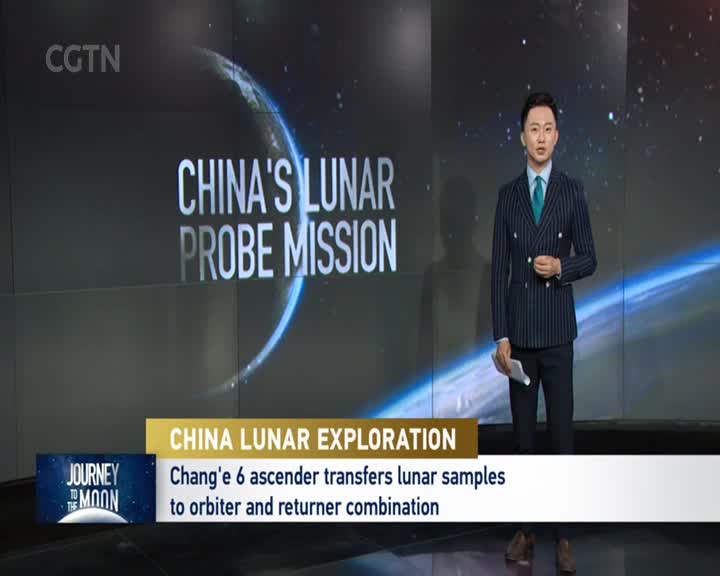 CGTN
CHINA'S LUNAR
PROBE MISSION
CHINA LUNAR EXPLORATION
JOURNEY
TO
THE MOON
Chang'e 6 ascender transfers lunar samples
to orbiter and returner combination